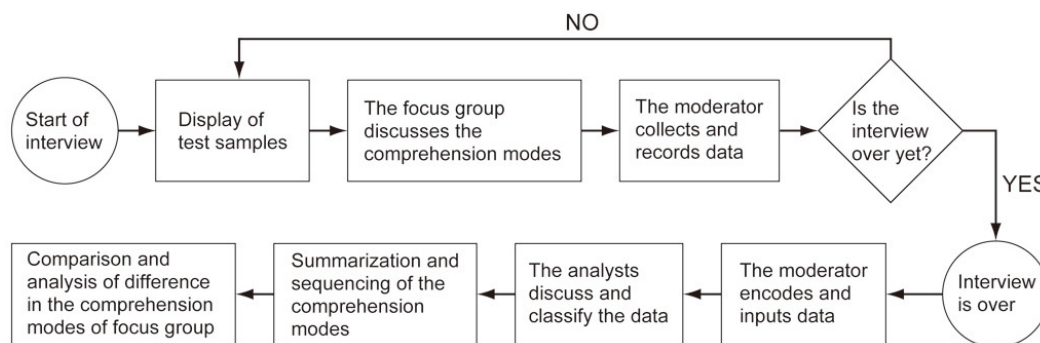 NO
Start of
interview
Display of
test samples
The focus group
discusses the
comprehension modes
The moderator
collects and
records data
Is the
interview
over yet?
YES
Comparison and
analysis of difference
in the comprehension
modes of focus group
Summarization and
sequencing of the
comprehension
modes
The analysts
discuss and
classify the data
The moderator
encodes and
inputs data
Interview
is over